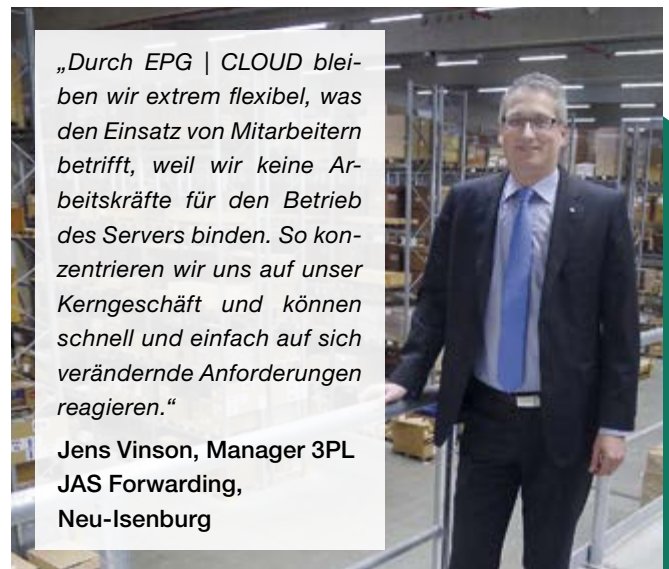 „Durch EPG | CLOUD blei-
ben wir extrem flexibel, was
den Einsatz von Mitarbeitern
betrifft, weil wir keine Ar-
beitskräfte für den Betrieb
des Servers binden. So kon-
zentrieren wir uns auf unser
Kerngeschäft und können
schnell und einfach auf sich
verändernde Anforderungen
reagieren.“
Jens Vinson, Manager 3PL
JAS Forwarding,
Neu-Isenburg